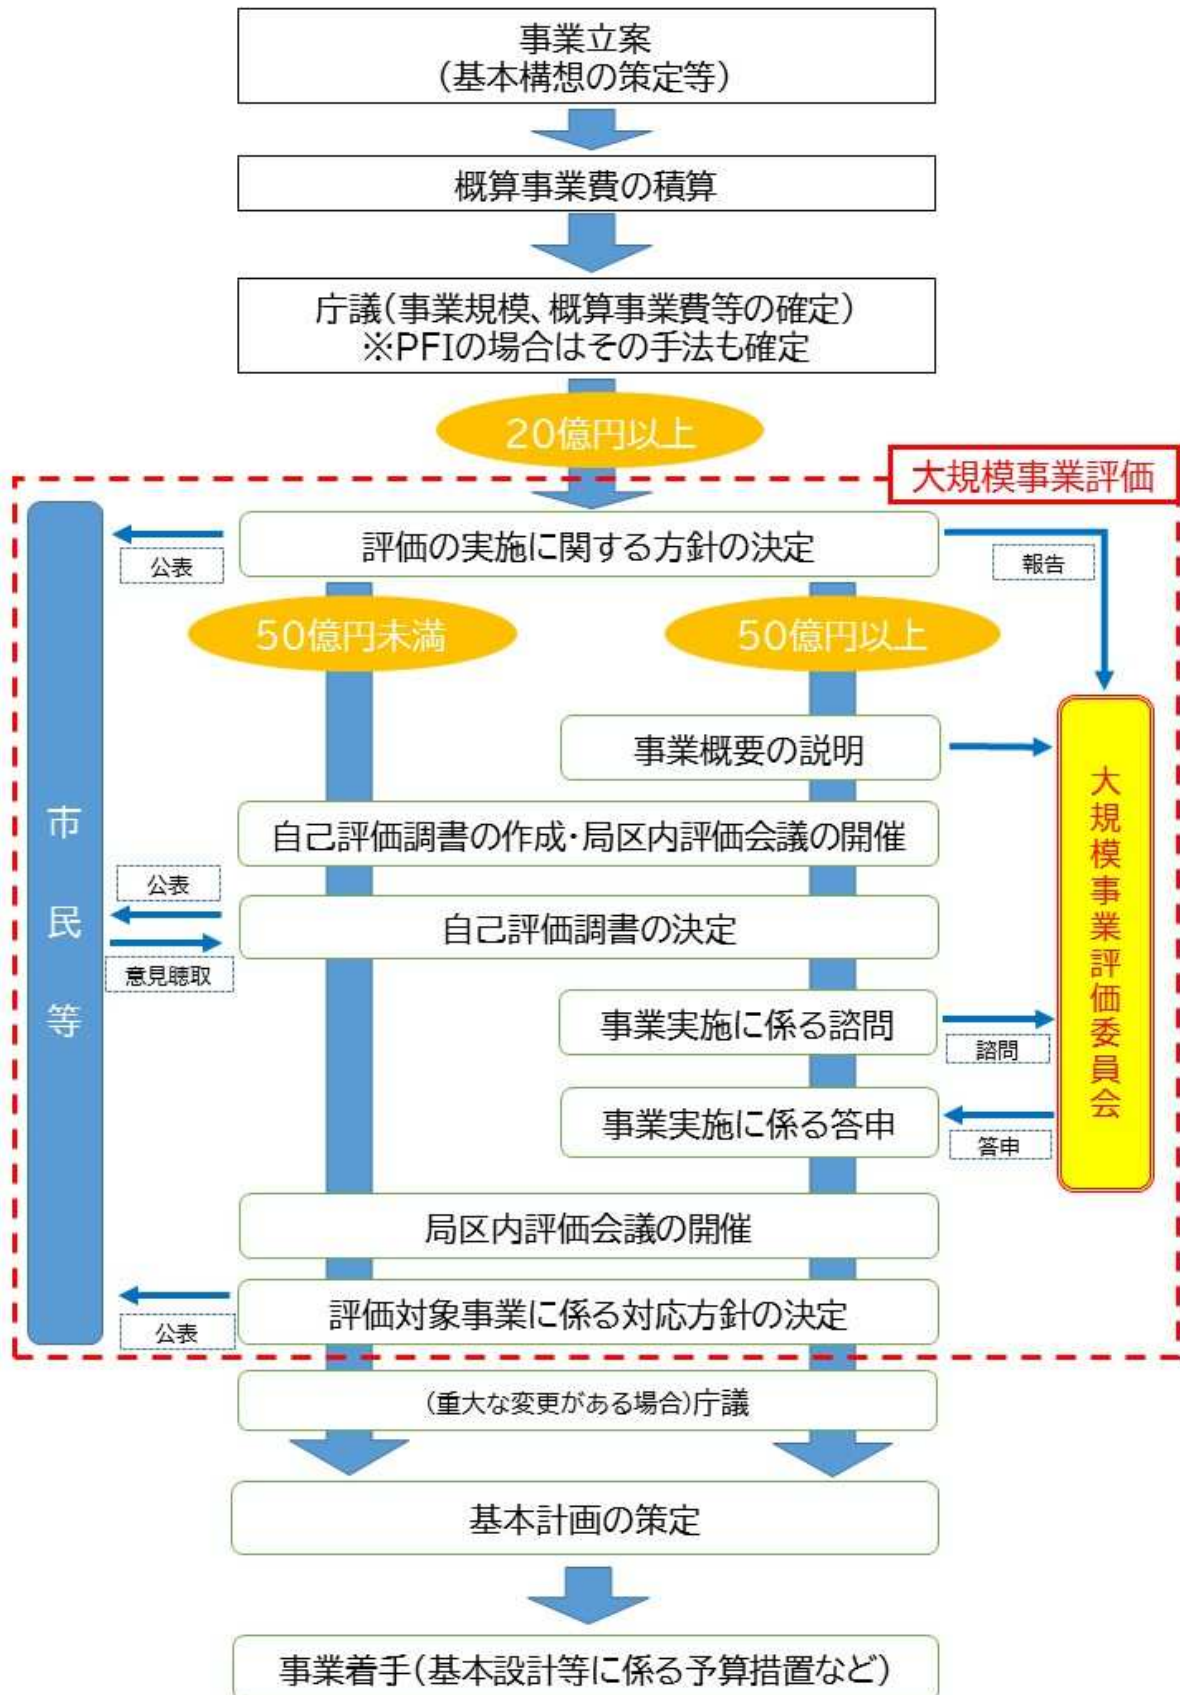 事業立案
(基本構想の策定等)
概算事業費の積算
庁議(事業規模、概算事業費等の確定)
※PFIの場合はその手法も確定
20億円以上
大規模事業評価
評価の実施に関する方針の決定
公表
報告
50億円未満
50億円以上
事業概要の説明
自己評価調書の作成・局区内評価会議の開催
公表
自己評価調書の決定
意見聴取
市民等
大規模事業評価委員会
事業実施に係る諮問
諮問
事業実施に係る答申
答申
局区内評価会議の開催
評価対象事業に係る対応方針の決定
公表
(重大な変更がある場合)庁議
基本計画の策定
事業着手(基本設計等に係る予算措置など)